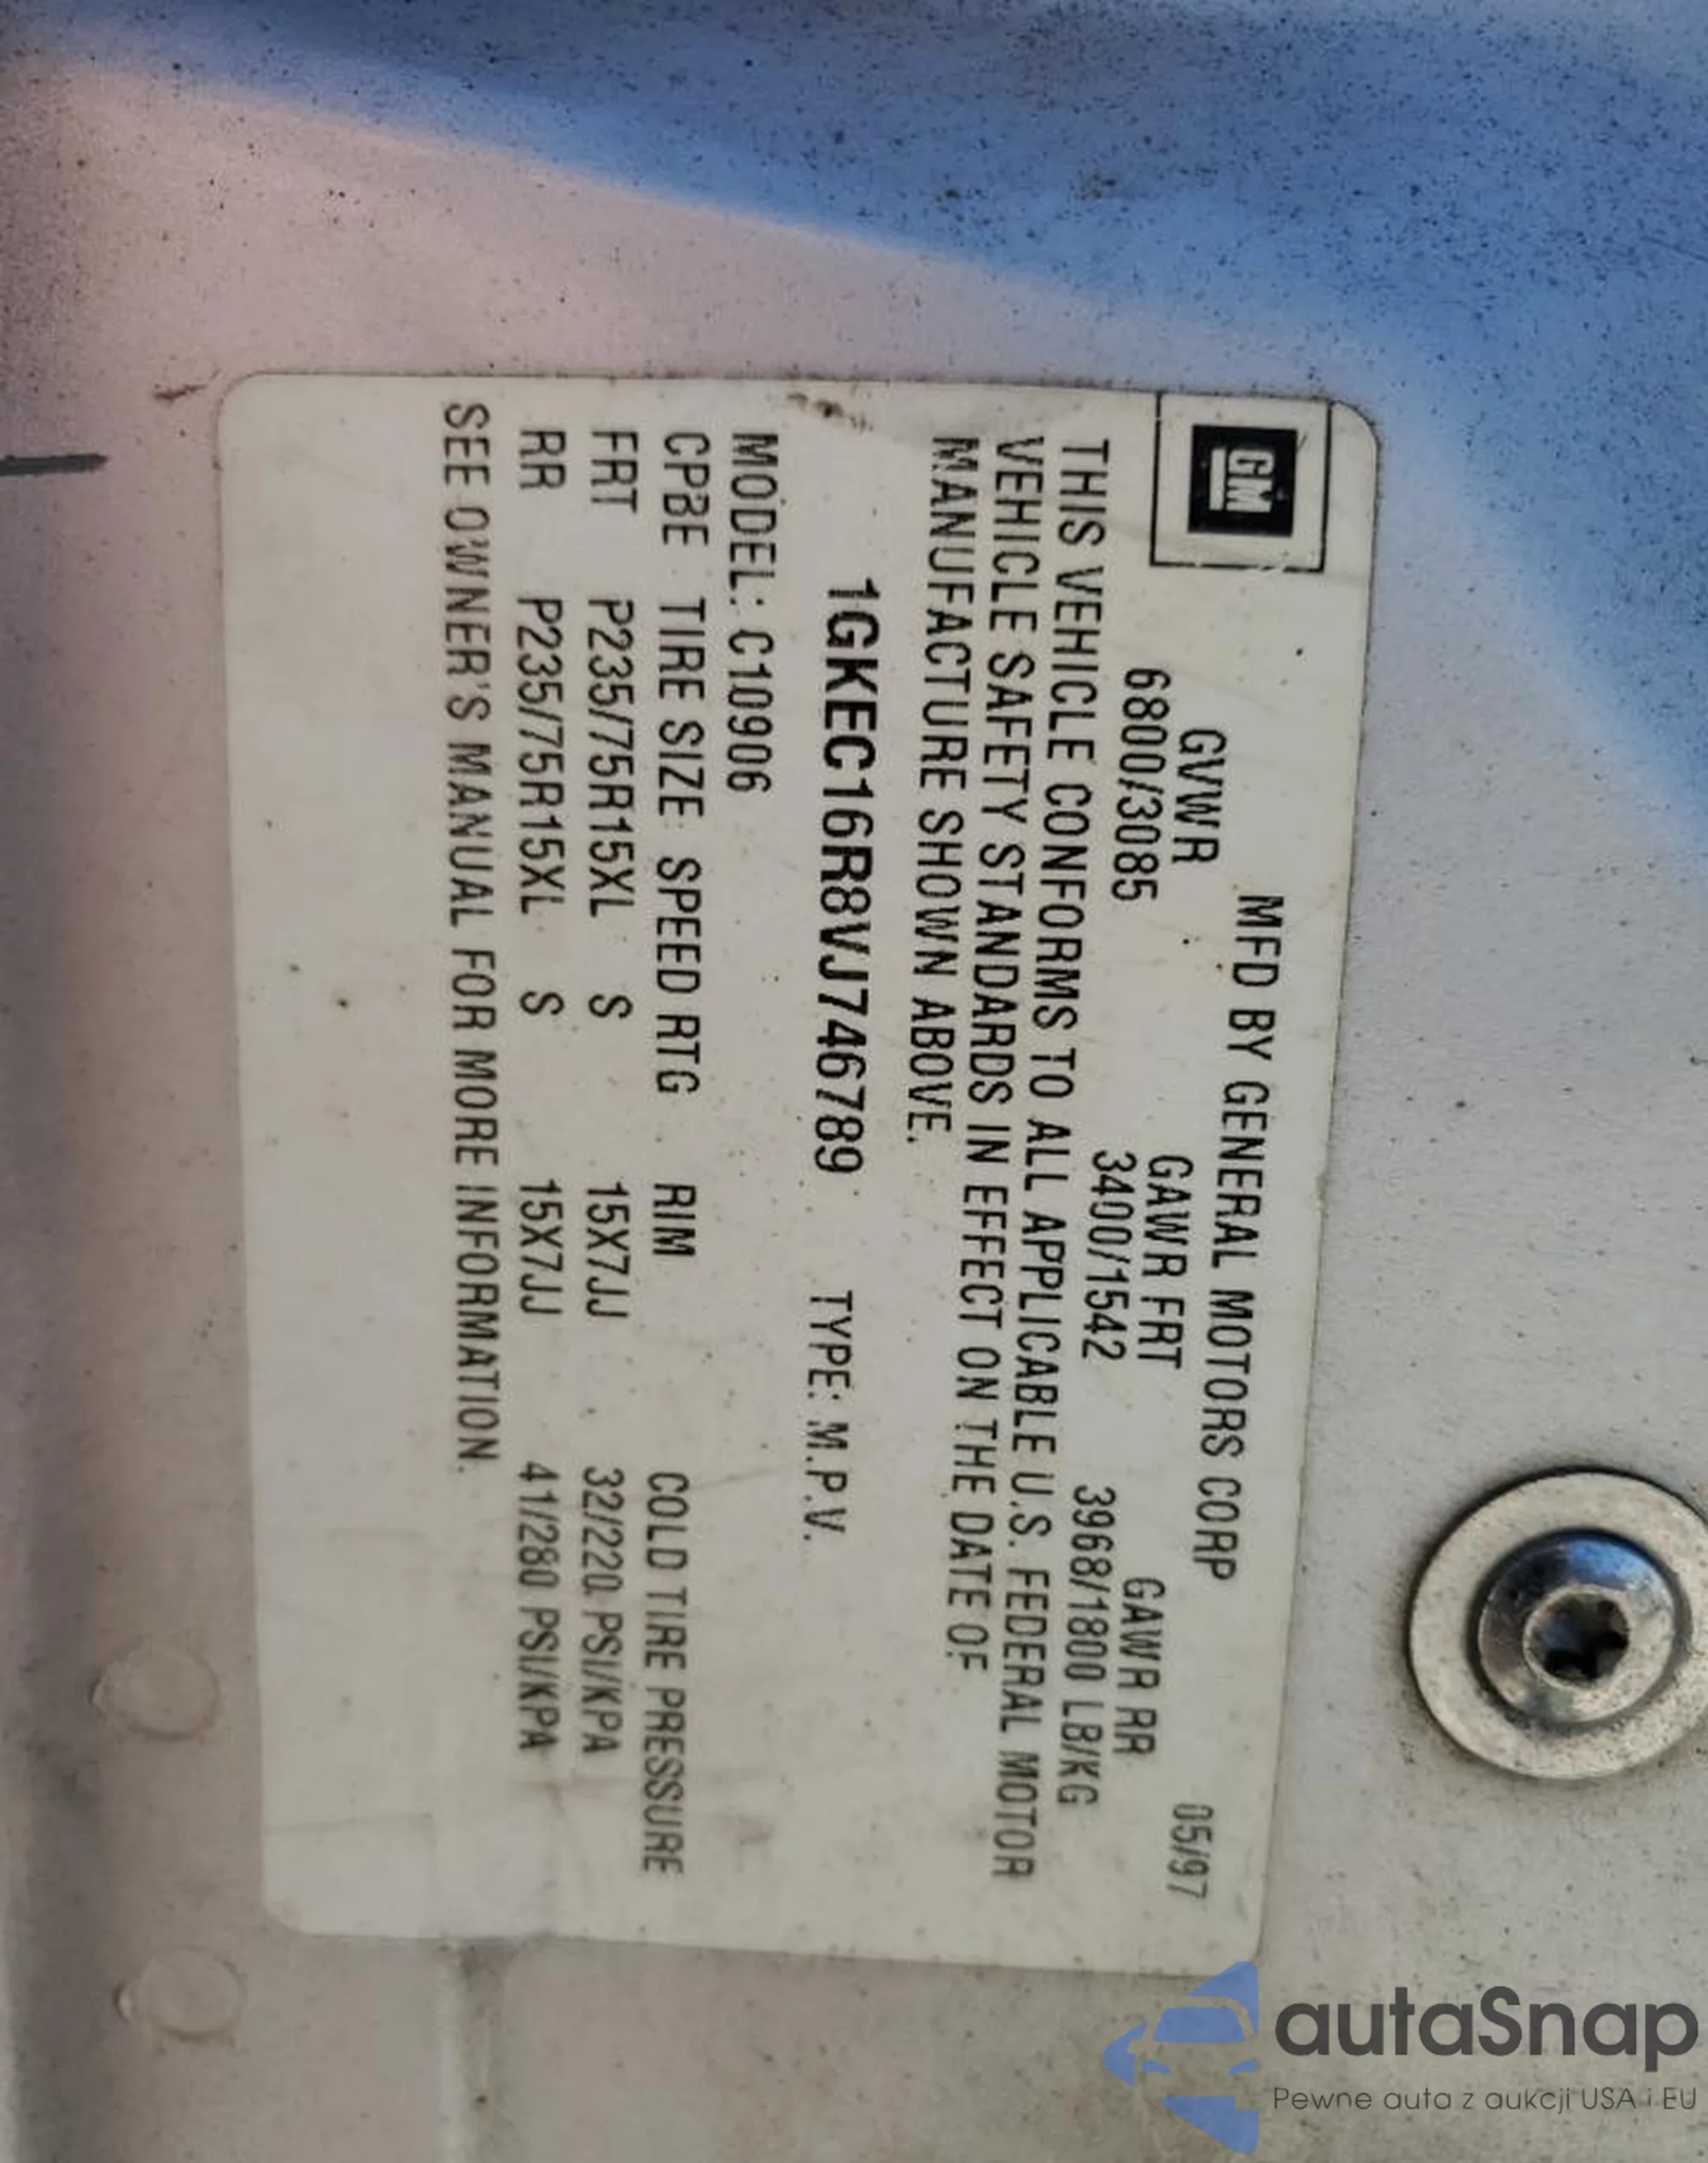 GM
MFD BY GENERAL MOTORS CORP 05/97
GVWR GAWR FRT GAWR RR
6800/3085 3400/1542 3968/1800 LB/KG
THIS VEHICLE CONFORMS TO ALL APPLICABLE U.S. FEDERAL MOTOR
VEHICLE SAFETY STANDARDS IN EFFECT ON THE DATE OF
MANUFACTURE SHOWN ABOVE.
1GKEC16R8VJ746789 TYPE: M.P.V.
MODEL: C10906
CPBE TIRE SIZE SPEED RTG RIM COLD TIRE PRESSURE
FRT P235/75R15XL S 15X7JJ 32/220 PSI/KPA
RR P235/75R15XL S 15X7JJ 41/280 PSI/KPA
SEE OWNER'S MANUAL FOR MORE INFORMATION.
autaSnap
Pewne auta z aukcji USA i EU